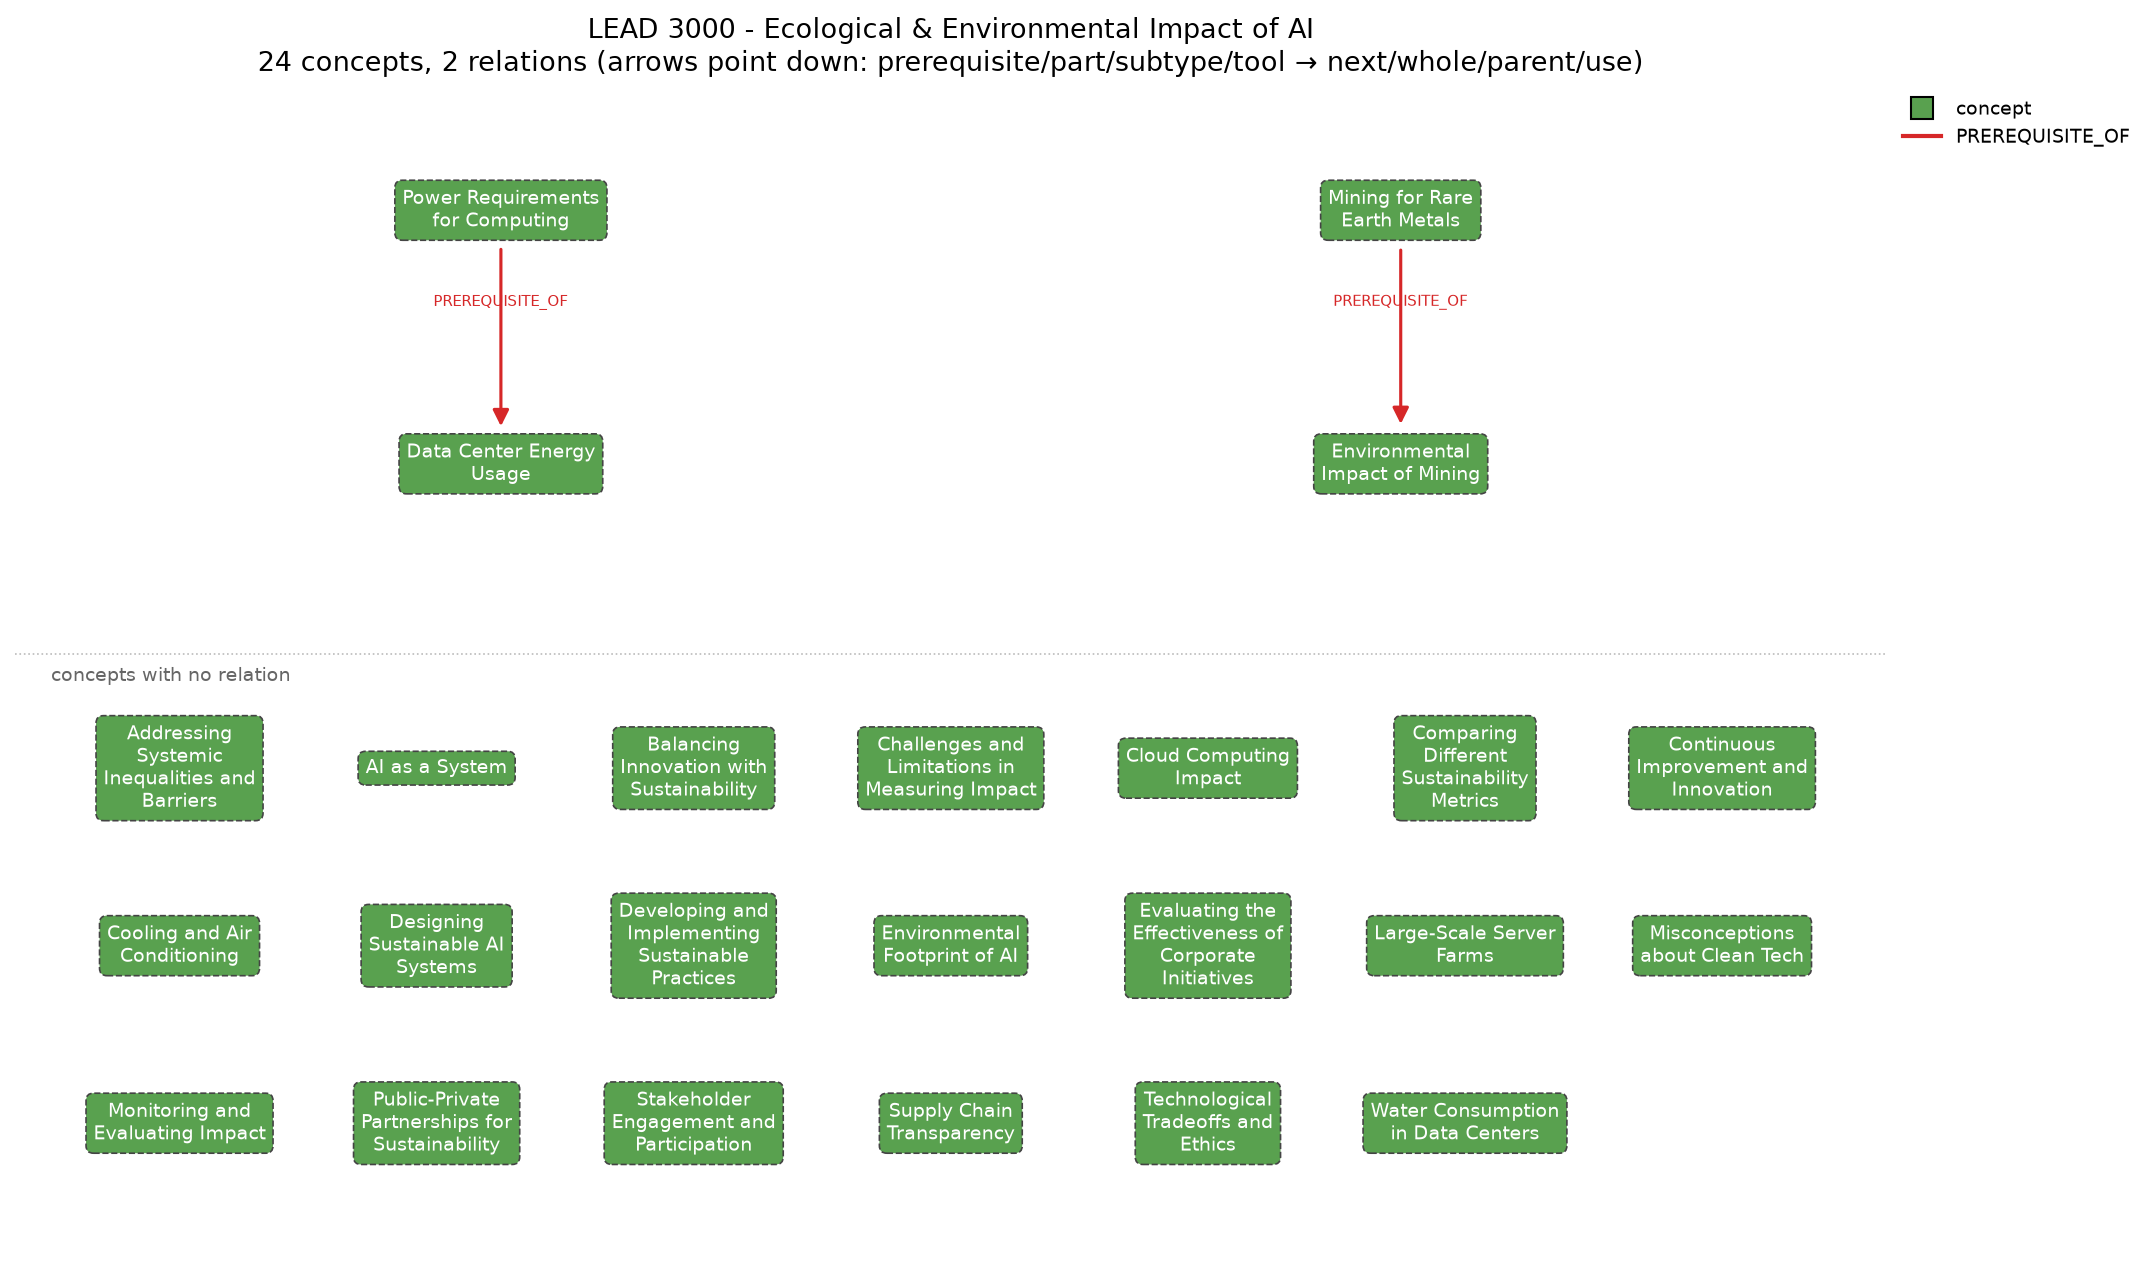 LEAD 3000 - Ecological & Environmental Impact of AI
24 concepts, 2 relations (arrows point down: prerequisite/part/subtype/tool → next/whole/parent/use)
concept
PREREQUISITE_OF
Power Requirements
for Computing
Mining for Rare
Earth Metals
PREREQUISITE_OF
PREREQUISITE_OF
Data Center Energy
Usage
Environmental
Impact of Mining
concepts with no relation
Addressing
Systemic
Inequalities and
Barriers
AI as a System
Balancing
Innovation with
Sustainability
Challenges and
Limitations in
Measuring Impact
Cloud Computing
Impact
Comparing
Different
Sustainability
Metrics
Continuous
Improvement and
Innovation
Cooling and Air
Conditioning
Designing
Sustainable AI
Systems
Developing and
Implementing
Sustainable
Practices
Environmental
Footprint of AI
Evaluating the
Effectiveness of
Corporate
Initiatives
Large-Scale Server
Farms
Misconceptions
about Clean Tech
Monitoring and
Evaluating Impact
Public-Private
Partnerships for
Sustainability
Stakeholder
Engagement and
Participation
Supply Chain
Transparency
Technological
Tradeoffs and
Ethics
Water Consumption
in Data Centers